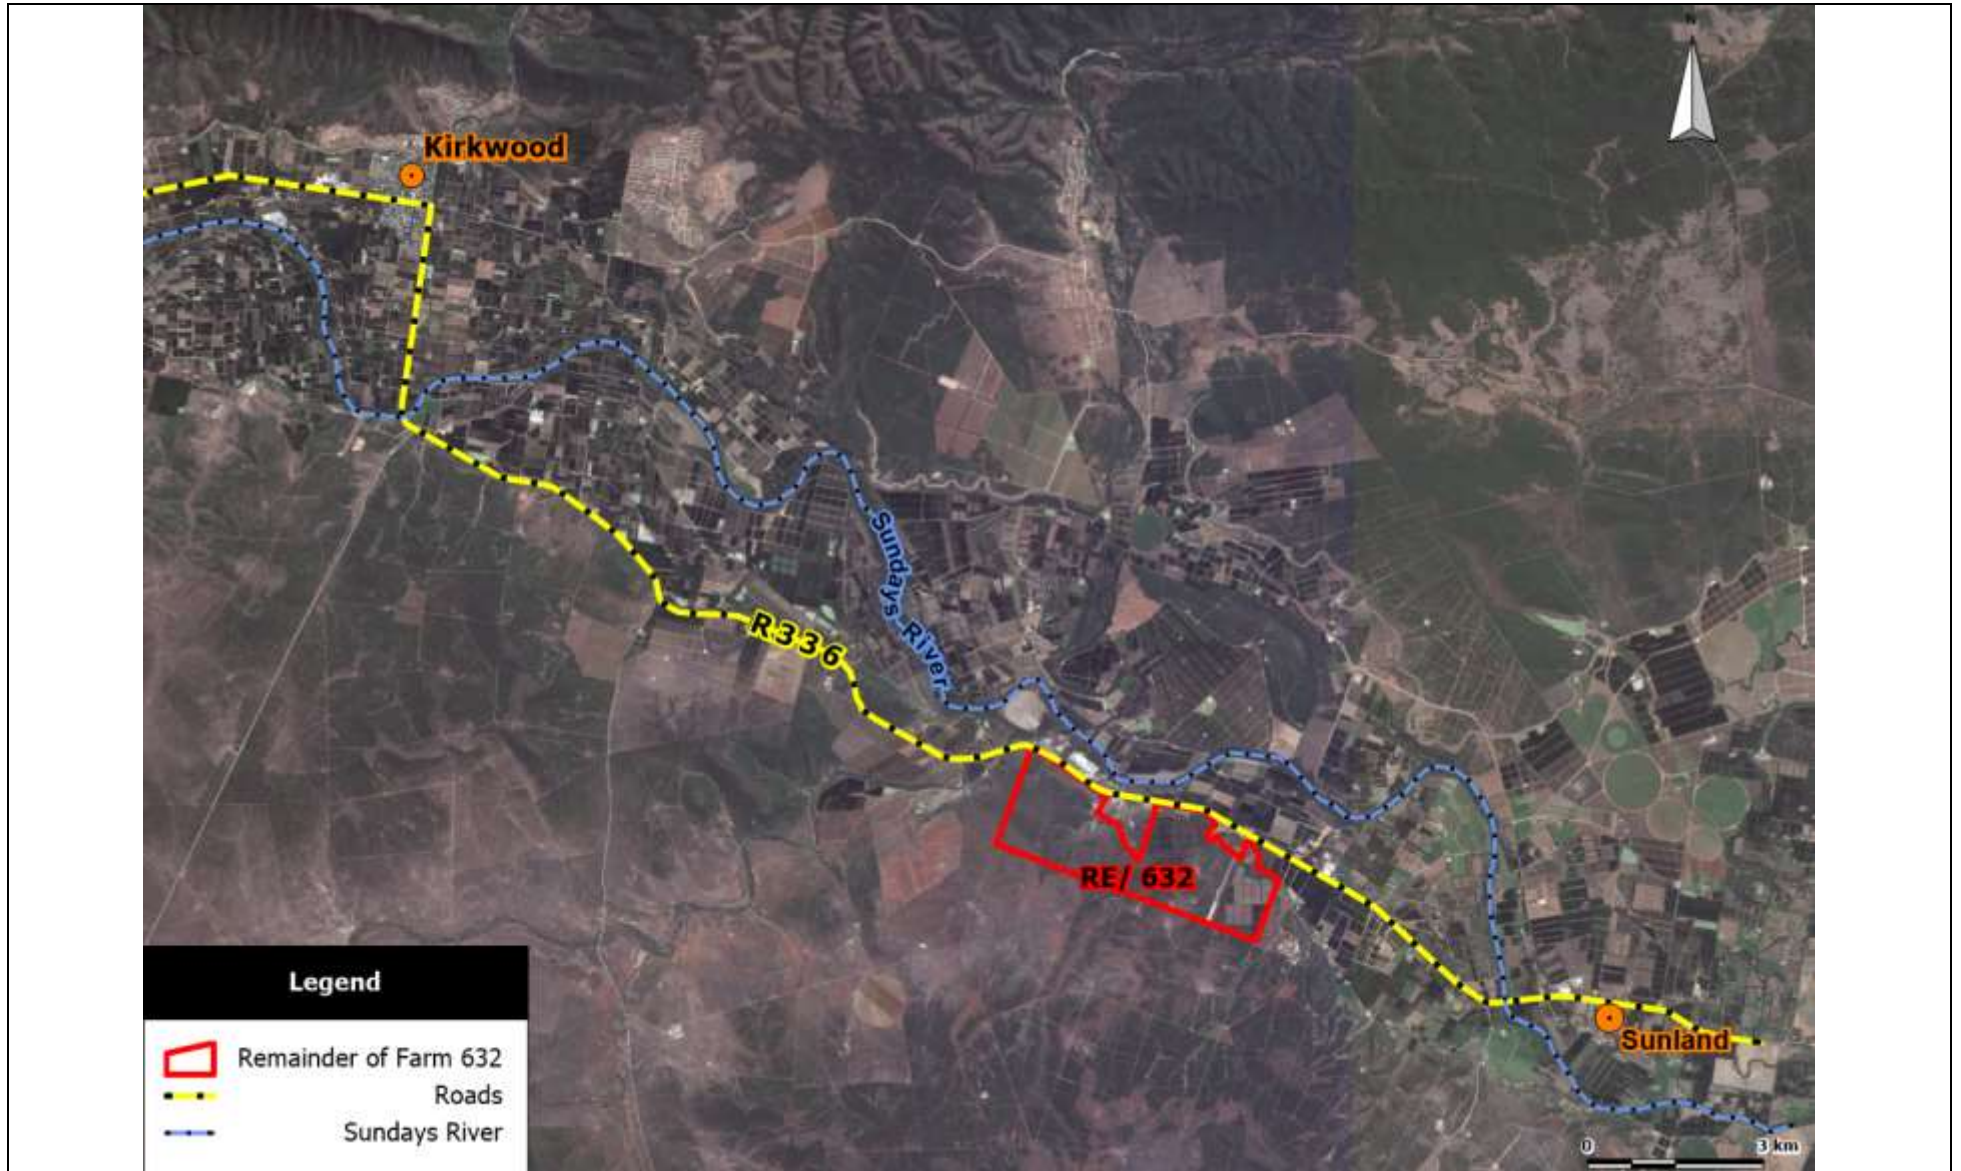 N
Kirkwood
Sundays River
R336
RE/ 632
Sunland
Legend
Remainder of Farm 632
Roads
Sundays River
0 3 km